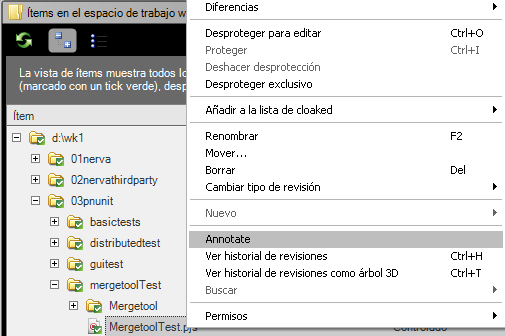 Ítems en el espacio de trabajo w
La vista de ítems muestra todos lo
(marcado con un tick verde), desp
Ítem
d:\wk1
01nerva
02nervathirdparty
03pnunit
basictests
distributedtest
guitest
mergetoolTest
Mergetool
MergetoolTest.pjs
Controlado
Diferencias
Desproteger para editar Ctrl+O
Proteger Ctrl+I
Deshacer desprotección
Desproteger exclusivo
Añadir a la lista de cloaked
Renombrar F2
Mover...
Borrar Del
Cambiar tipo de revisión
Nuevo
Annotate
Ver historial de revisiones Ctrl+H
Ver historial de revisiones como árbol 3D Ctrl+T
Buscar
Permisos